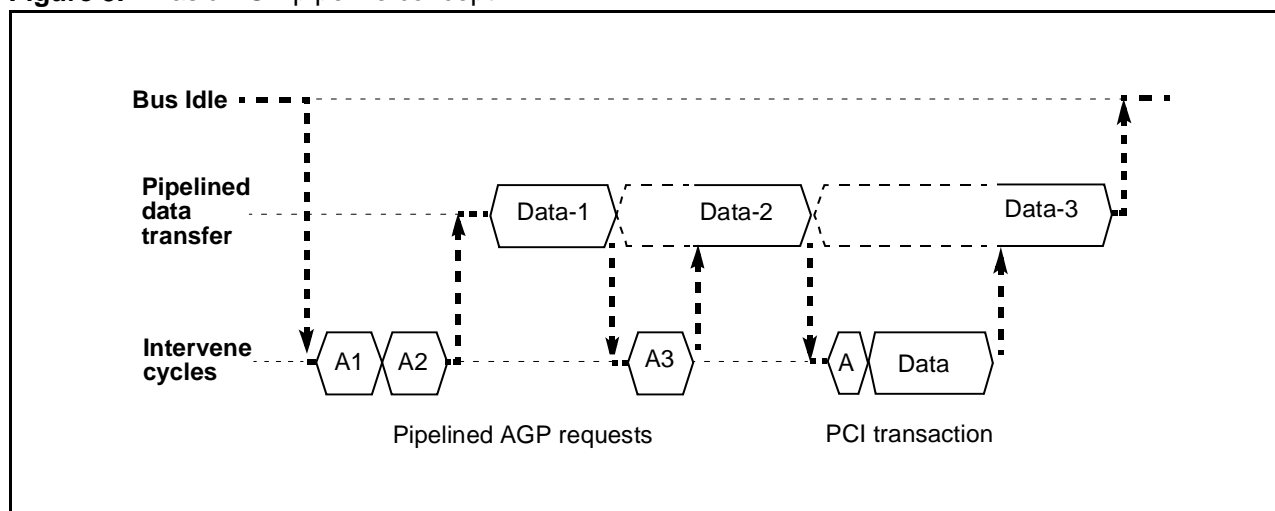 Bus Idle
Pipelined
data
transfer
Data-1
Data-2
Data-3
Intervene
cycles
A1
A2
A3
A
Data
Pipelined AGP requests
PCI transaction